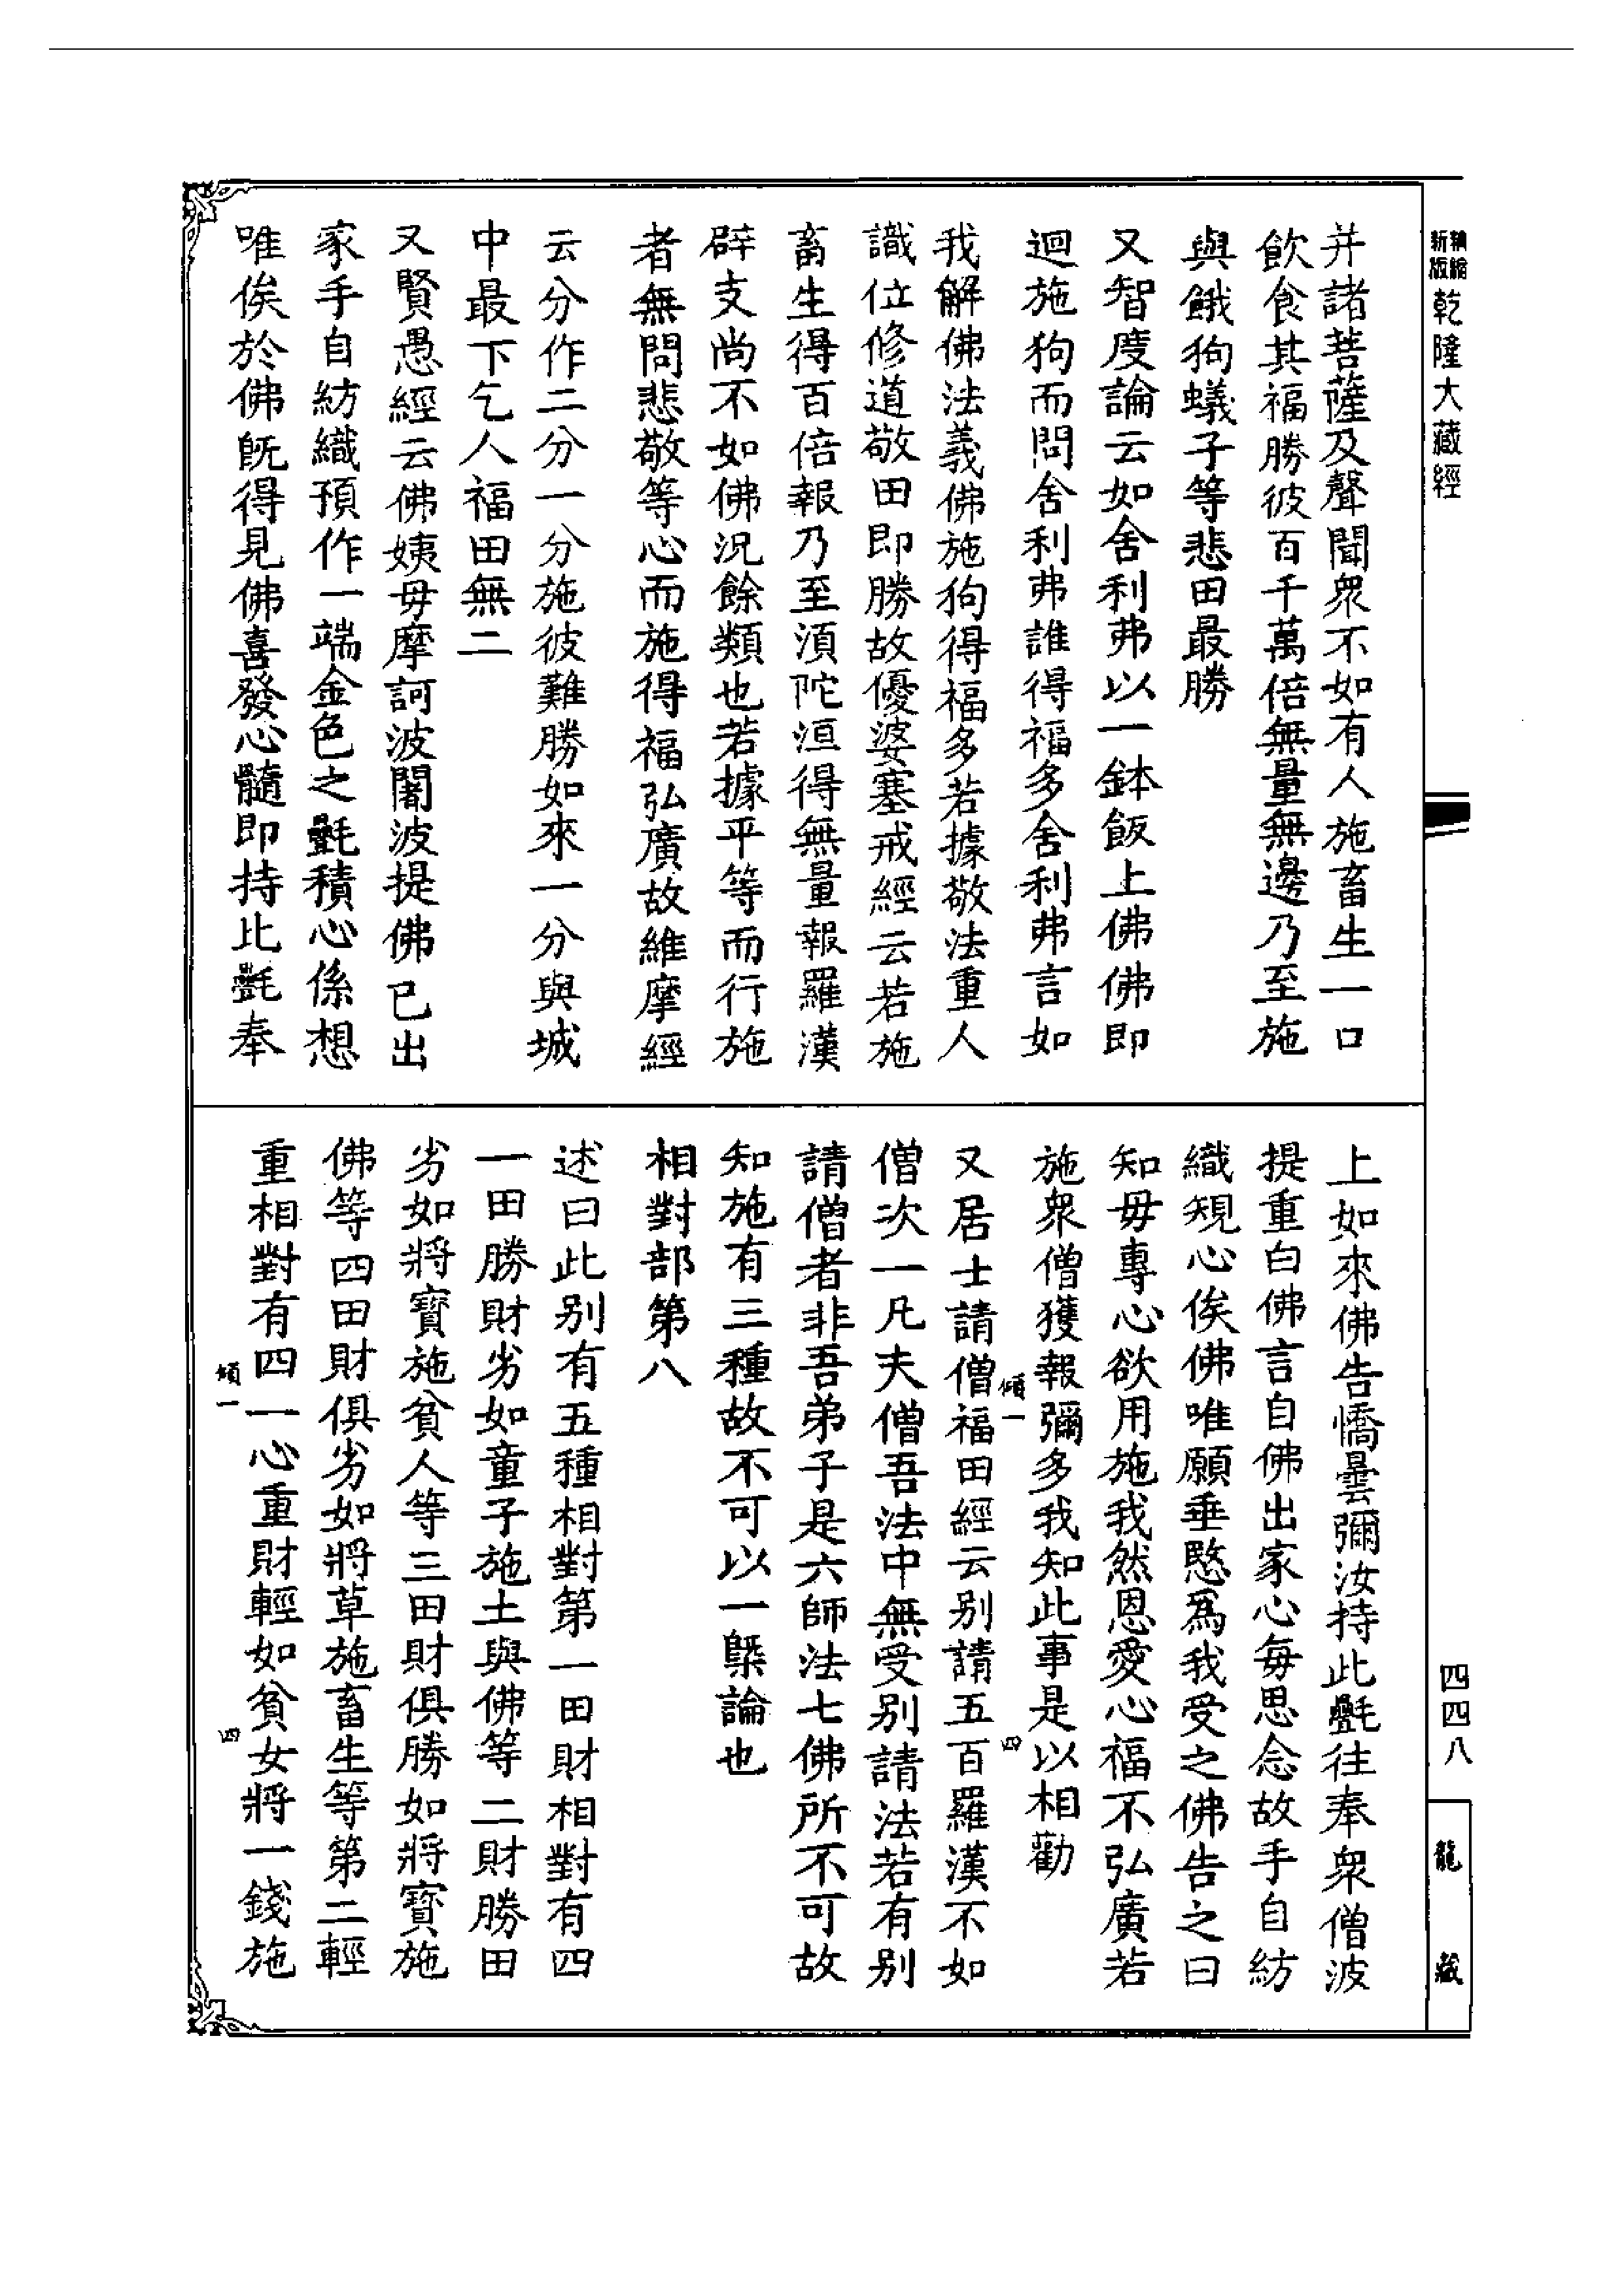 精縮新版乾隆大藏經
并諸菩薩及聲聞衆不如有人施畜生一口
飲食其福勝彼百千萬倍無量無邊乃至施
與餓狗蟻子等悲田最勝
又智度論云如舍利弗以一鉢飯上佛佛即
迴施狗而問舍利弗誰得福多舍利弗言如
我解佛法義佛施狗得福多若據敬法重人
識位修道敬田即勝故優婆塞戒經云若施
畜生得百倍報乃至須陀洹得無量報羅漢
辟支尚不如佛況餘類也若據平等而行施
者無問悲敬等心而施得福弘廣故維摩經
云分作二分一分施彼難勝如來一分與城
中最下乞人福田無二
又賢愚經云佛姨母摩訶波闍波提佛已出
家手自紡織預作一端金色之㲲積心係想
唯俟於佛旣得見佛喜發心髓即持此㲲奉
上如來佛告憍曇彌汝持此㲲往奉衆僧波
提重白佛言自佛出家心每思念故手自紡
織規心俟佛唯願垂愍爲我受之佛告之曰
知母專心欲用施我然恩愛心福不弘廣若
施衆僧獲報彌多我知此事是以相勸
傾一 四
又居士請僧福田經云别請五百羅漢不如
僧次一凡夫僧吾法中無受别請法若有别
請僧者非吾弟子是六師法七佛所不可故
知施有三種故不可以一槩論也
相對部第八
述曰此别有五種相對第一田財相對有四
一田勝財劣如童子施土與佛等二財勝田
劣如將寶施貧人等三田財俱勝如將寶施
佛等四田財俱劣如將草施畜生等第二輕
重相對有四一心重財輕如貧女將一錢施
傾一 四
四四八
龍藏